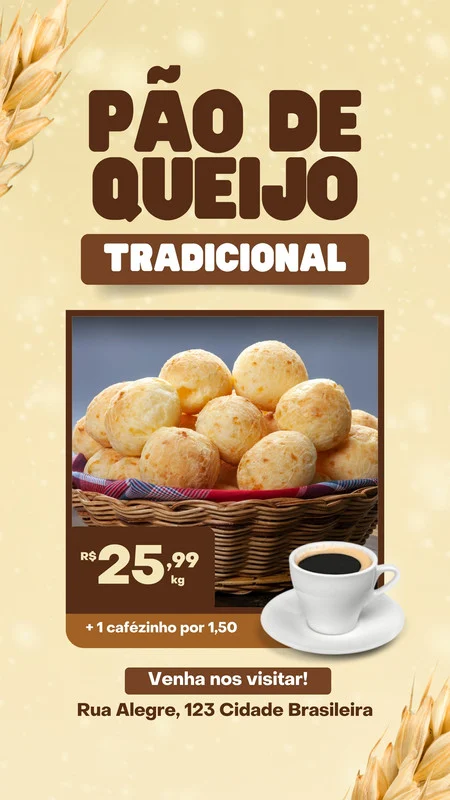 PÃO DE
QUEIJO
TRADICIONAL
R$ 25,99
kg
+ 1 cafézinho por 1,50
Venha nos visitar!
Rua Alegre, 123 Cidade Brasileira